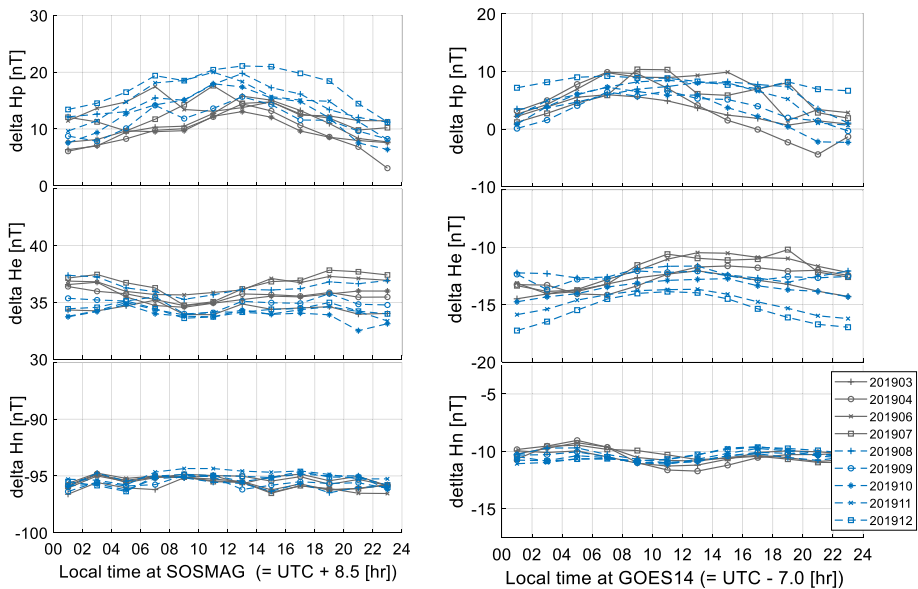 30
20
10
0
delta Hp [nT]
40
35
30
delta He [nT]
-90
-95
-100
delta Hn [nT]
00 02 04 06 08 10 12 14 16 18 20 22 24
Local time at SOSMAG (= UTC + 8.5 [hr])
20
10
0
-10
delta Hp [nT]
-10
-15
-20
delta He [nT]
-5
-10
-15
delta Hn [nT]
201903
201904
201906
201907
201908
201909
201910
201911
201912
00 02 04 06 08 10 12 14 16 18 20 22 24
Local time at GOES14 (= UTC - 7.0 [hr])